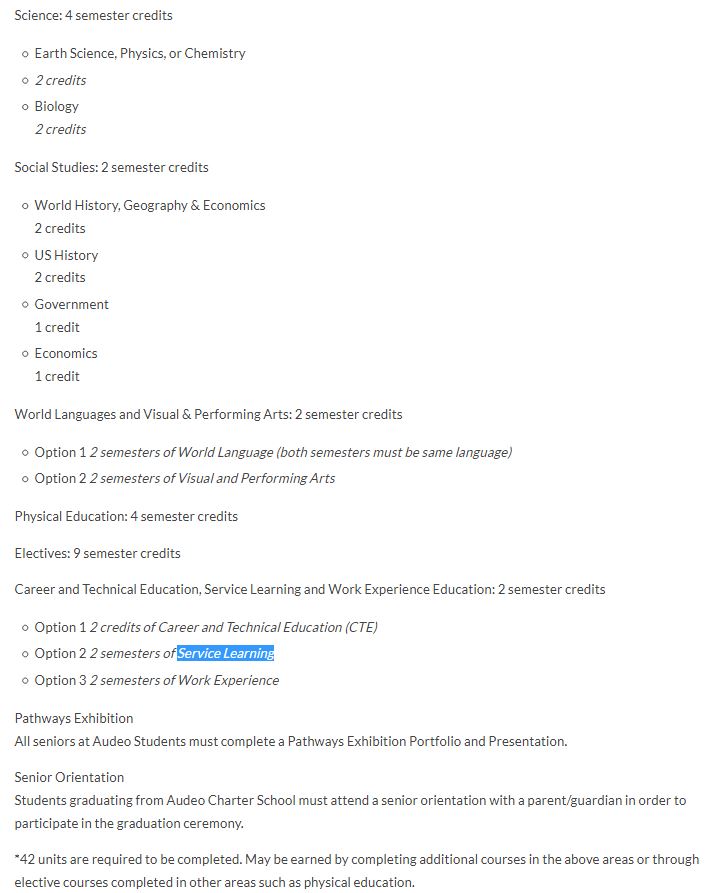 Science: 4 semester credits
Earth Science, Physics, or Chemistry
2 credits
Biology
2 credits
Social Studies: 2 semester credits
World History, Geography & Economics
2 credits
US History
2 credits
Government
1 credit
Economics
1 credit
World Languages and Visual & Performing Arts: 2 semester credits
Option 1 2 semesters of World Language (both semesters must be same language)
Option 2 2 semesters of Visual and Performing Arts
Physical Education: 4 semester credits
Electives: 9 semester credits
Career and Technical Education, Service Learning and Work Experience Education: 2 semester credits
Option 1 2 credits of Career and Technical Education (CTE)
Option 2 2 semesters of Service Learning
Option 3 2 semesters of Work Experience
Pathways Exhibition
All seniors at Audeo Students must complete a Pathways Exhibition Portfolio and Presentation.
Senior Orientation
Students graduating from Audeo Charter School must attend a senior orientation with a parent/guardian in order to
participate in the graduation ceremony.
*42 units are required to be completed. May be earned by completing additional courses in the above areas or through
elective courses completed in other areas such as physical education.